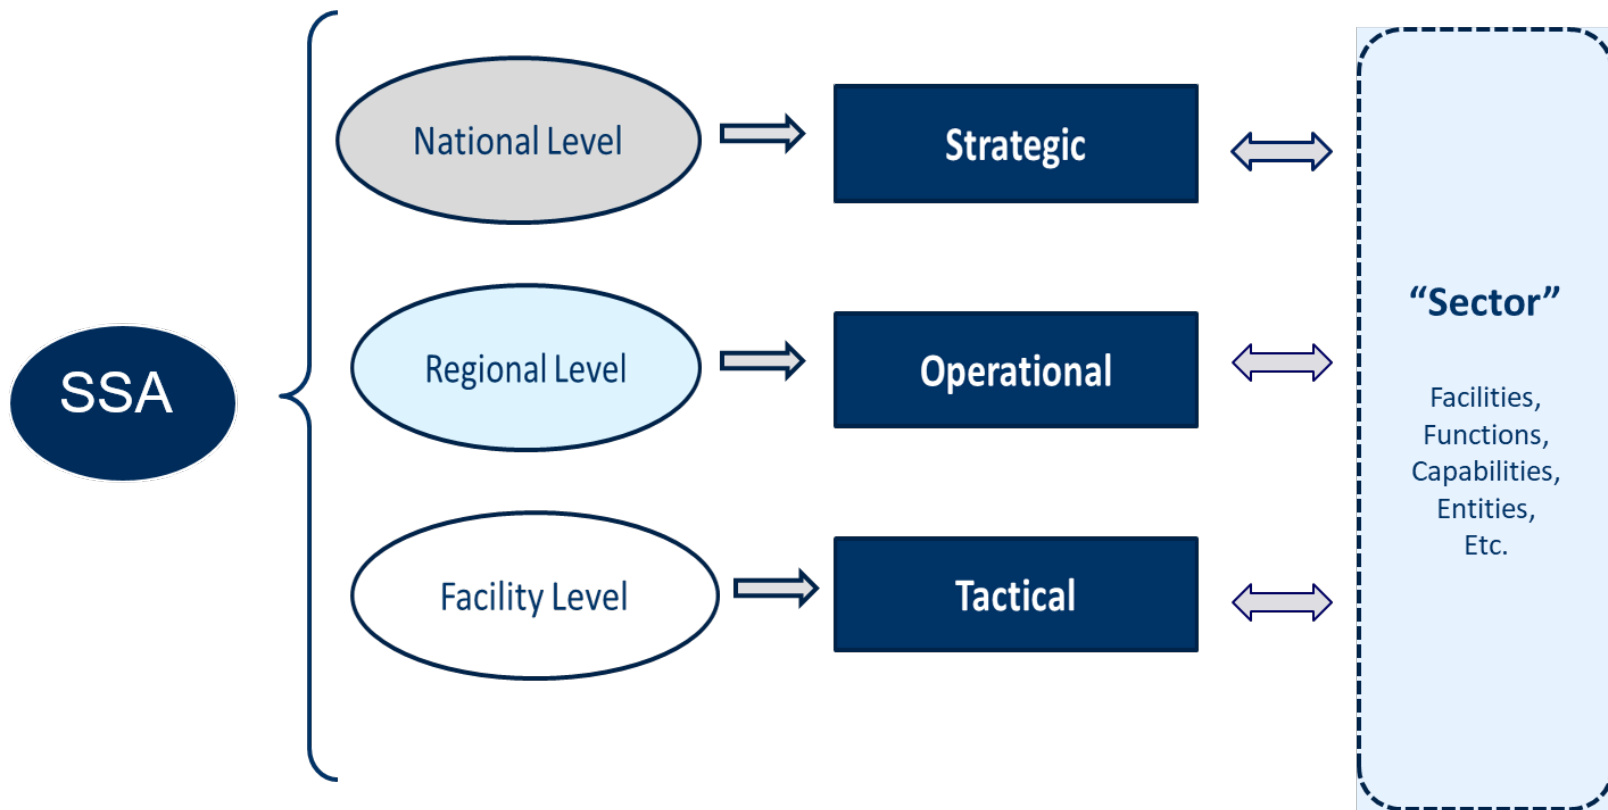 SSA
National Level
Strategic
Regional Level
Operational
Facility Level
Tactical
“Sector”
Facilities,
Functions,
Capabilities,
Entities,
Etc.